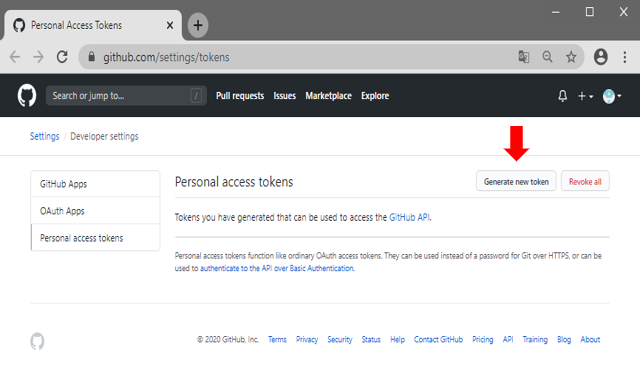 Personal Access Tokens
github.com/settings/tokens
Search or jump to...
/
Pull requests
Issues
Marketplace
Explore
Settings / Developer settings
GitHub Apps
OAuth Apps
Personal access tokens
Personal access tokens
Generate new token
Revoke all
Tokens you have generated that can be used to access the GitHub API.
Personal access tokens function like ordinary OAuth access tokens. They can be used instead of a password for Git over HTTPS, or can be
used to authenticate to the API over Basic Authentication.
© 2020 GitHub, Inc.
Terms
Privacy
Security
Status
Help
Contact GitHub
Pricing
API
Training
Blog
About